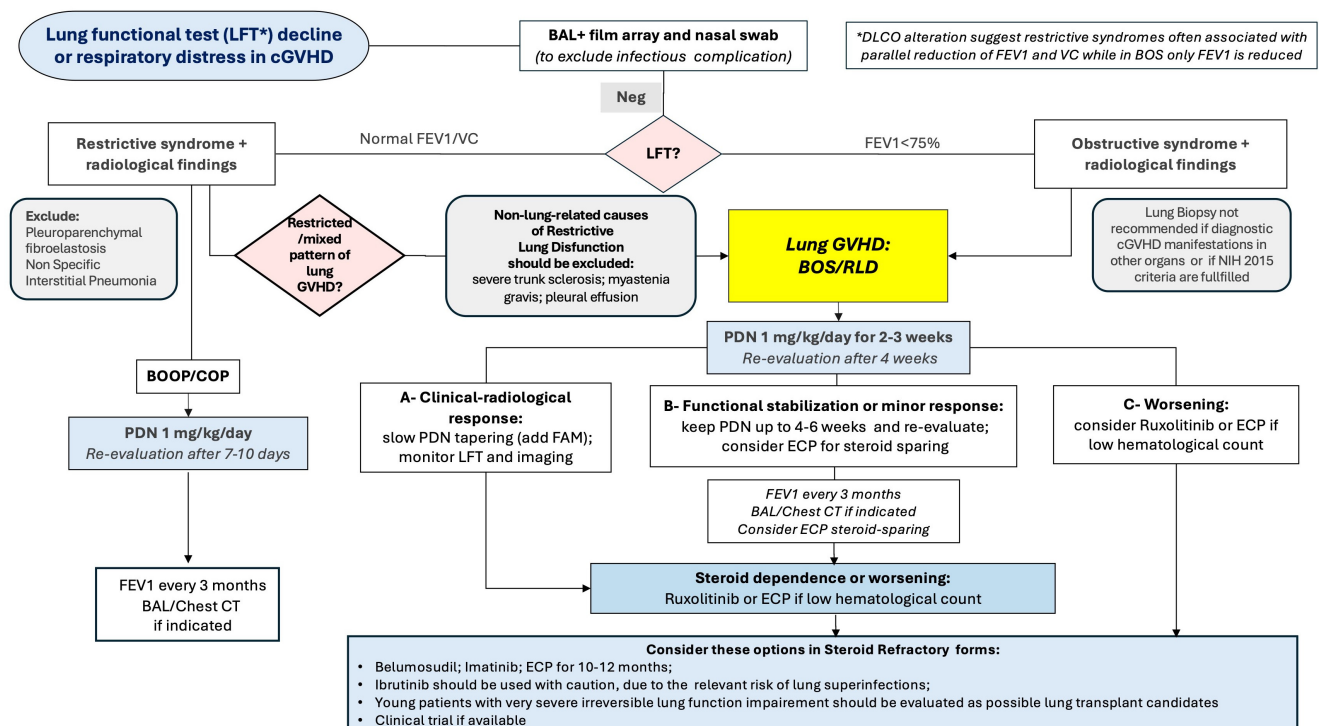 Lung functional test (LFT*) decline
or respiratory distress in cGVHD
BAL+ film array and nasal swab
(to exclude infectious complication)
*DLCO alteration suggest restrictive syndromes often associated with
parallel reduction of FEV1 and VC while in BOS only FEV1 is reduced
Neg
Restrictive syndrome +
radiological findings
Normal FEV1/VC
LFT?
FEV1<75%
Obstructive syndrome +
radiological findings
Exclude:
Pleuroparenchymal
fibroelastosis
Non Specific
Interstitial Pneumonia
Restricted
/mixed
pattern of
lung
GVHD?
Non-lung-related causes
of Restrictive
Lung Disfunction
should be excluded:
severe trunk sclerosis; myastenia
gravis; pleural effusion
Lung GVHD:
BOS/RLD
Lung Biopsy not
recommended if diagnostic
cGVHD manifestations in
other organs or if NIH 2015
criteria are fullfilled
PDN 1 mg/kg/day for 2-3 weeks
Re-evaluation after 4 weeks
BOOP/COP
PDN 1 mg/kg/day
Re-evaluation after 7-10 days
FEV1 every 3 months
BAL/Chest CT
if indicated
A- Clinical-radiological
response:
slow PDN tapering (add FAM);
monitor LFT and imaging
B- Functional stabilization or minor response:
keep PDN up to 4-6 weeks and re-evaluate;
consider ECP for steroid sparing
C- Worsening:
consider Ruxolitinib or ECP if
low hematological count
FEV1 every 3 months
BAL/Chest CT if indicated
Consider ECP steroid-sparing
Steroid dependence or worsening:
Ruxolitinib or ECP if low hematological count
Consider these options in Steroid Refractory forms:
• Belumosudil; Imatinib; ECP for 10-12 months;
• Ibrutinib should be used with caution, due to the relevant risk of lung superinfections;
• Young patients with very severe irreversible lung function impairment should be evaluated as possible lung transplant candidates
• Clinical trial if available